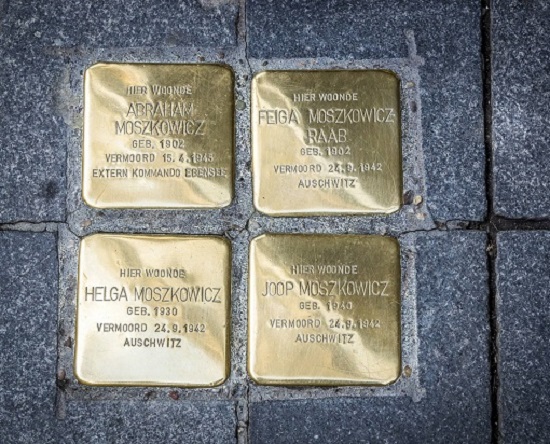 HIER WOONDE
ABRAHAM
MOSZKOWICZ
GEB. 1902
VERMOORD 15.4.1945
EXTERN KOMMANDO EBENSEE
HIER WOONDE
FEIGA MOSZKOWICZ-
RAAB
GEB. 1902
VERMOORD 24.9.1942
AUSCHWITZ
HIER WOONDE
HELGA MOSZKOWICZ
GEB. 1930
VERMOORD 24.9.1942
AUSCHWITZ
HIER WOONDE
JOOP MOSZKOWICZ
GEB. 1940
VERMOORD 24.9.1942
AUSCHWITZ